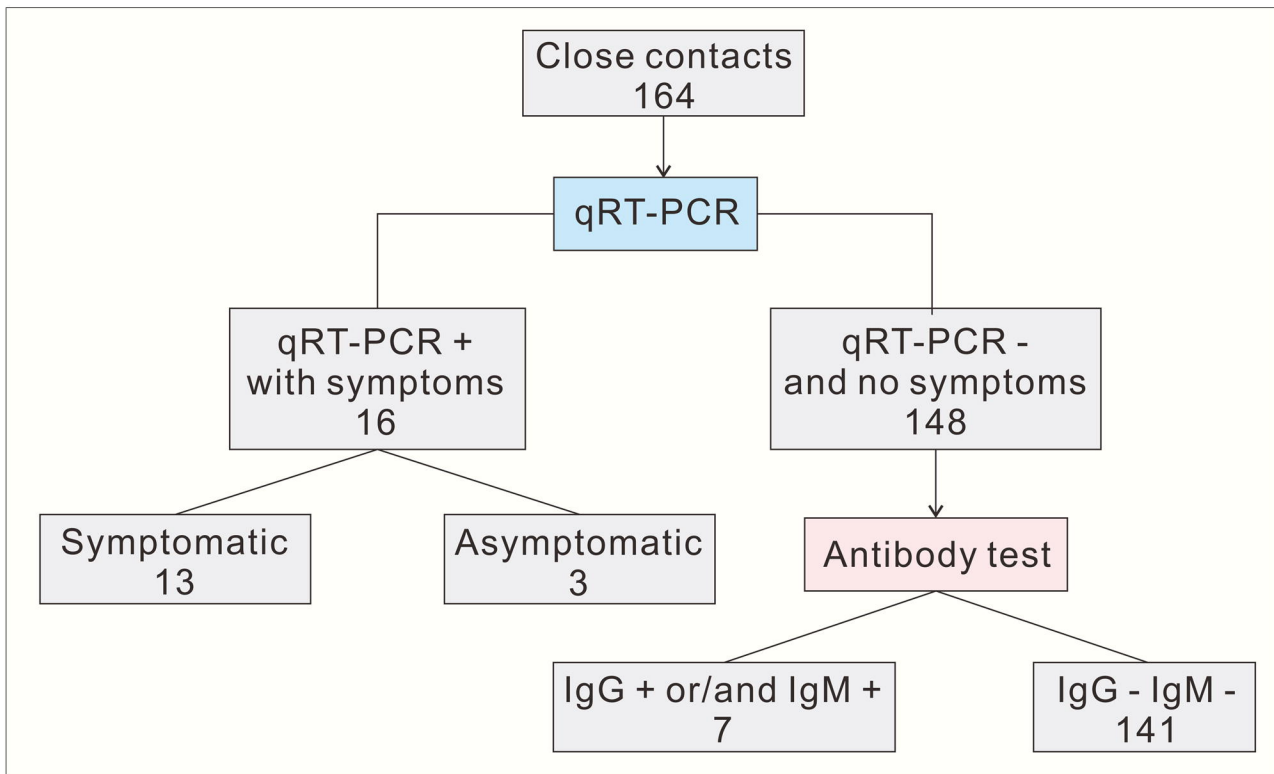 Close contacts
164
qRT-PCR
qRT-PCR +
with symptoms
16
qRT-PCR -
and no symptoms
148
Symptomatic
13
Asymptomatic
3
Antibody test
IgG + or/and IgM +
7
IgG - IgM -
141